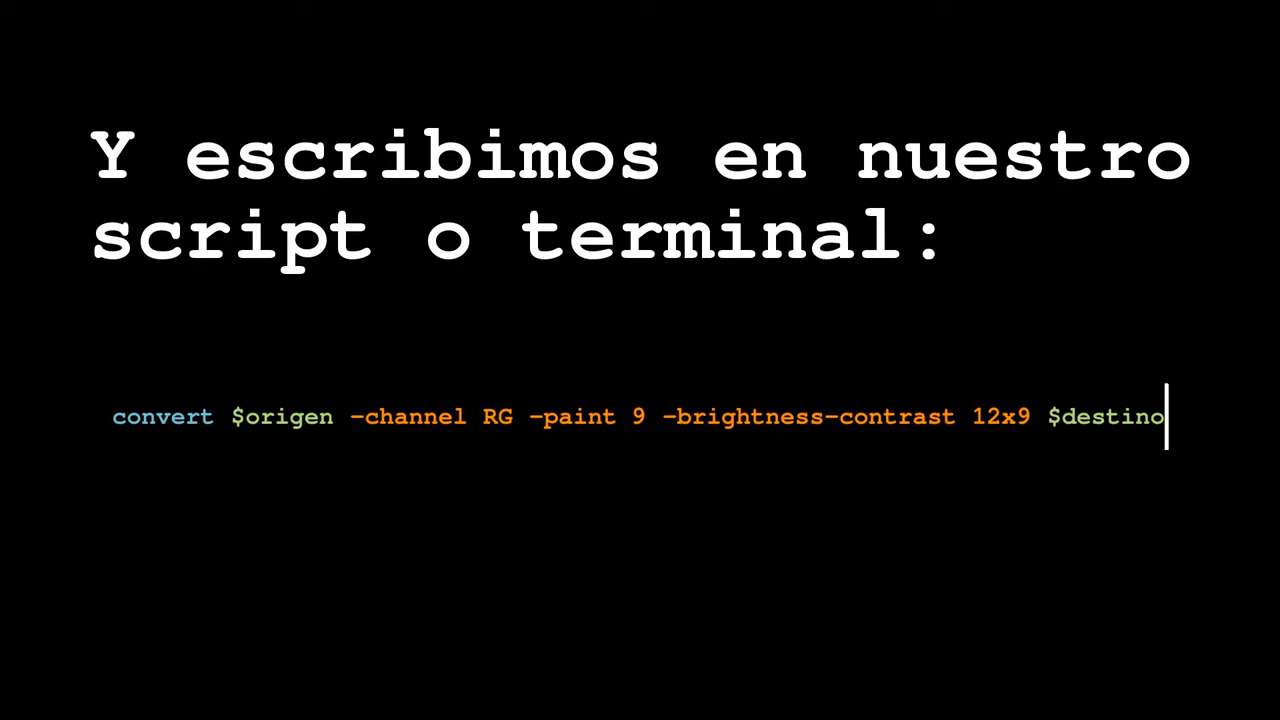 Y escribimos en nuestro
script o terminal:
convert $origen -channel RG -paint 9 -brightness-contrast 12x9 $destino